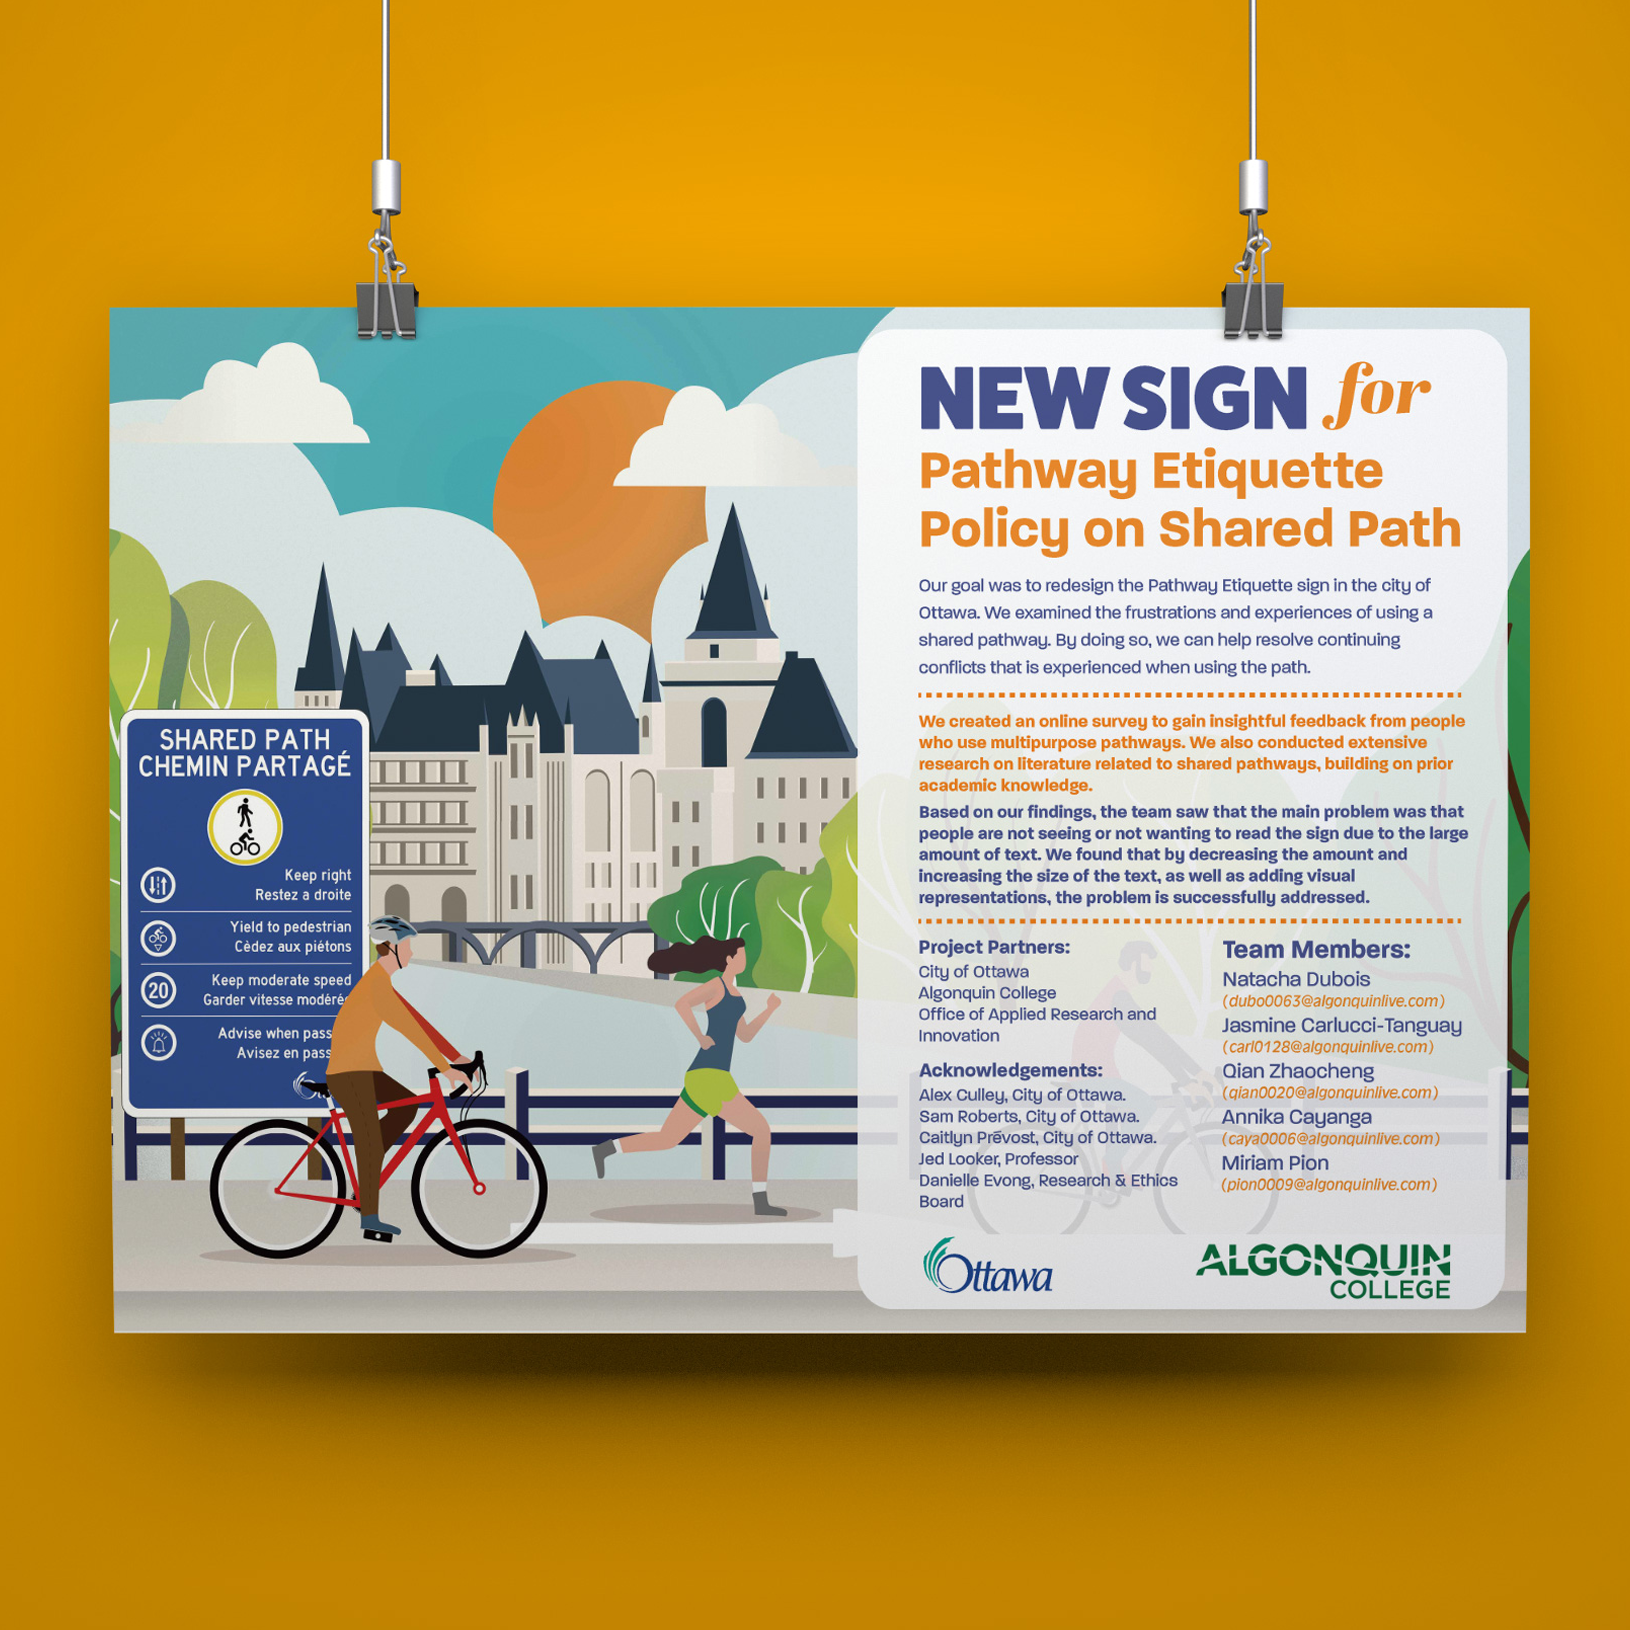 SHARED PATH
CHEMIN PARTAGÉ
Keep right
Restez a droite
Yield to pedestrian
Cèdez aux piétons
20
Keep moderate speed
Garder vitesse modérée
Advise when pass
Avisez en pass
NEW SIGN for
Pathway Etiquette
Policy on Shared Path
Our goal was to redesign the Pathway Etiquette sign in the city of
Ottawa. We examined the frustrations and experiences of using a
shared pathway. By doing so, we can help resolve continuing
conflicts that is experienced when using the path.
We created an online survey to gain insightful feedback from people
who use multipurpose pathways. We also conducted extensive
research on literature related to shared pathways, building on prior
academic knowledge.
Based on our findings, the team saw that the main problem was that
people are not seeing or not wanting to read the sign due to the large
amount of text. We found that by decreasing the amount and
increasing the size of the text, as well as adding visual
representations, the problem is successfully addressed.
Project Partners:
City of Ottawa
Algonquin College
Office of Applied Research and
Innovation
Acknowledgements:
Alex Culley, City of Ottawa.
Sam Roberts, City of Ottawa.
Caitlyn Prévost, City of Ottawa.
Jed Looker, Professor
Danielle Evong, Research & Ethics
Board
Team Members:
Natacha Dubois
(dubo0063@algonquinlive.com)
Jasmine Carlucci-Tanguay
(carl0128@algonquinlive.com)
Qian Zhaocheng
(qian0020@algonquinlive.com)
Annika Cayanga
(caya0006@algonquinlive.com)
Miriam Pion
(pion0009@algonquinlive.com)
Ottawa
ALGONQUIN
COLLEGE